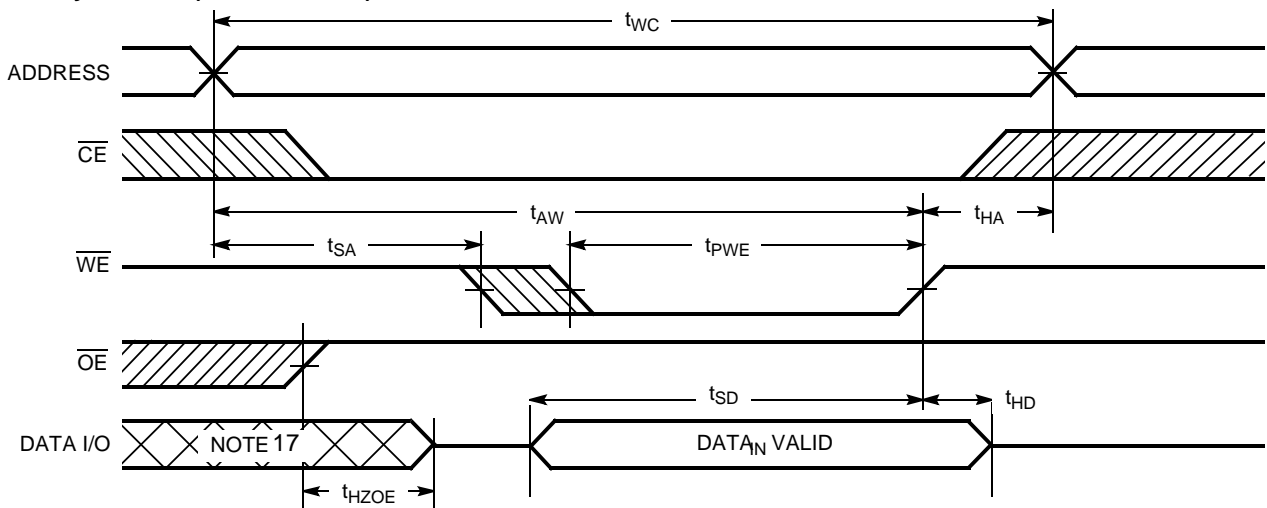 tWC
ADDRESS
CE
tAW
tHA
tSA
tPWE
WE
OE
tSD
tHD
DATA I/O
NOTE 17
DATAIN VALID
tHZOE